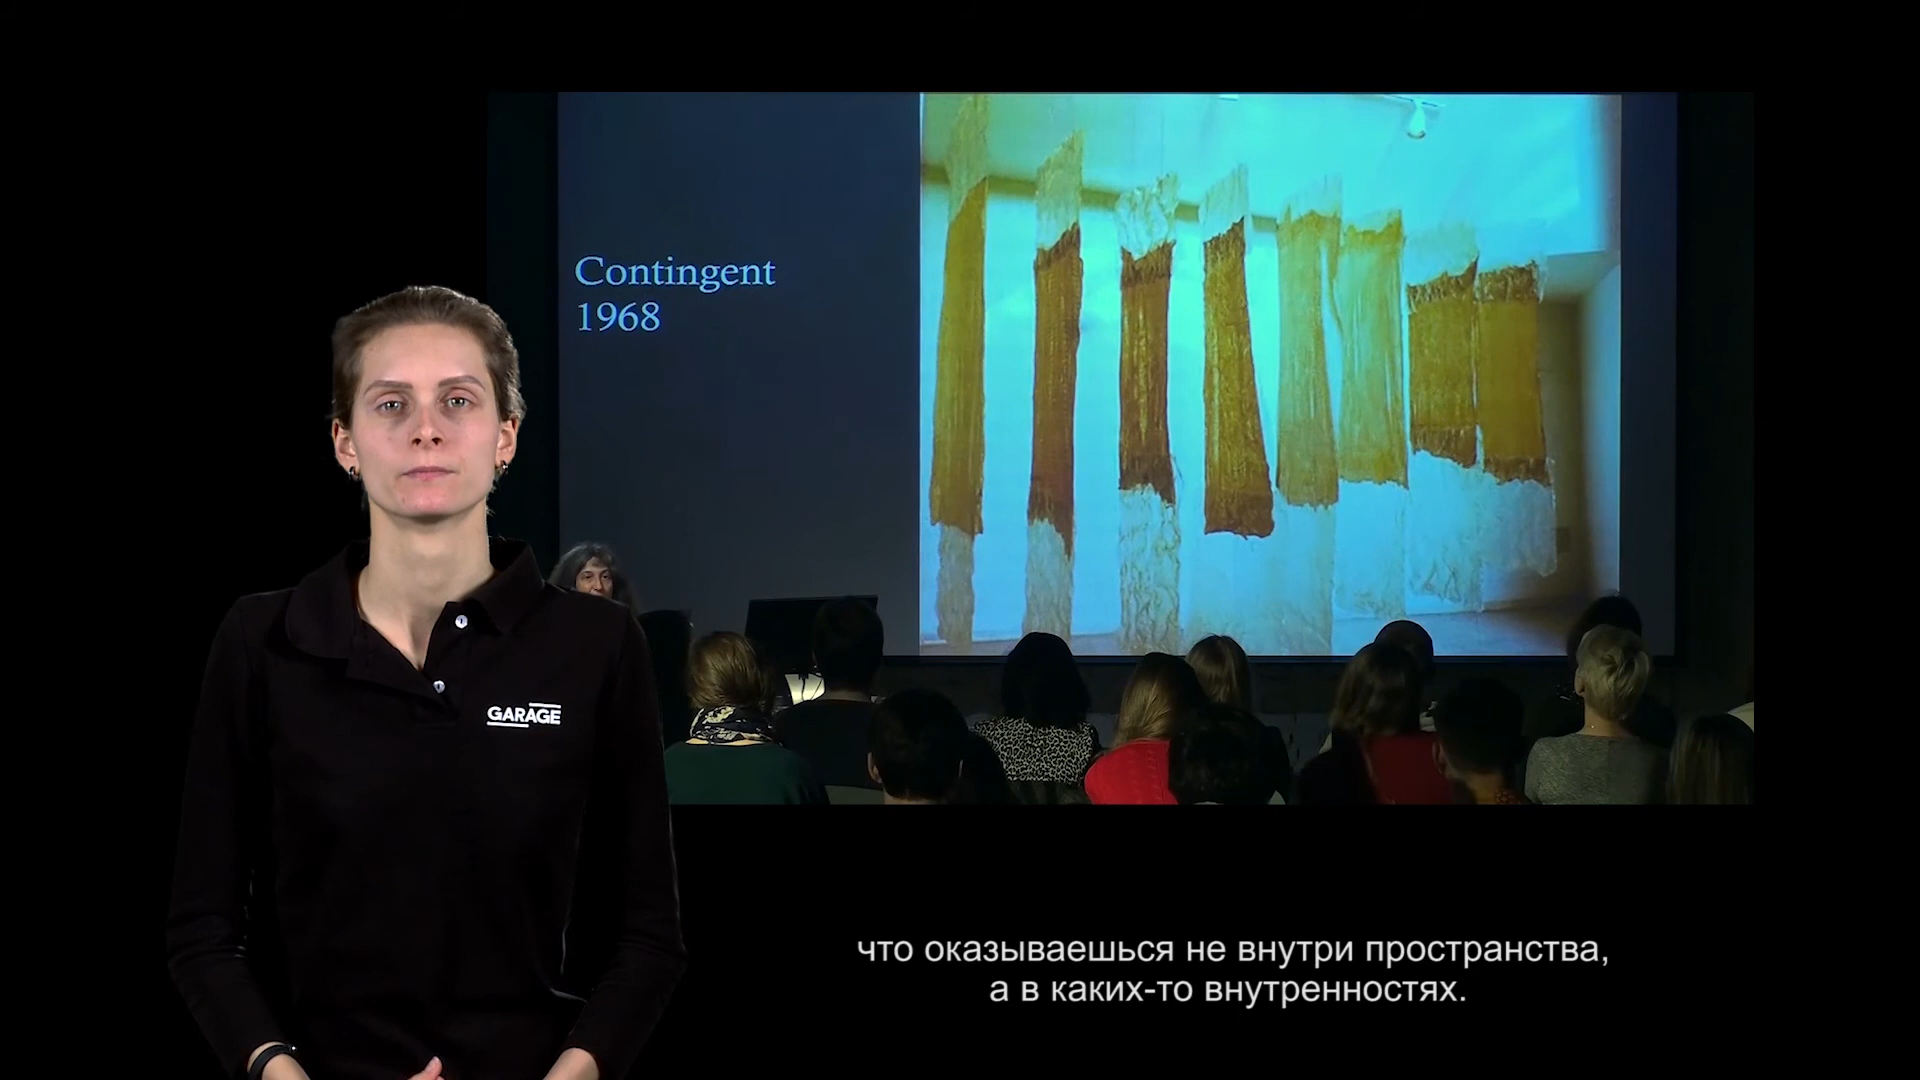 Contingent
1968
GARAGE
что оказываешься не внутри пространства,
а в каких-то внутренностях.